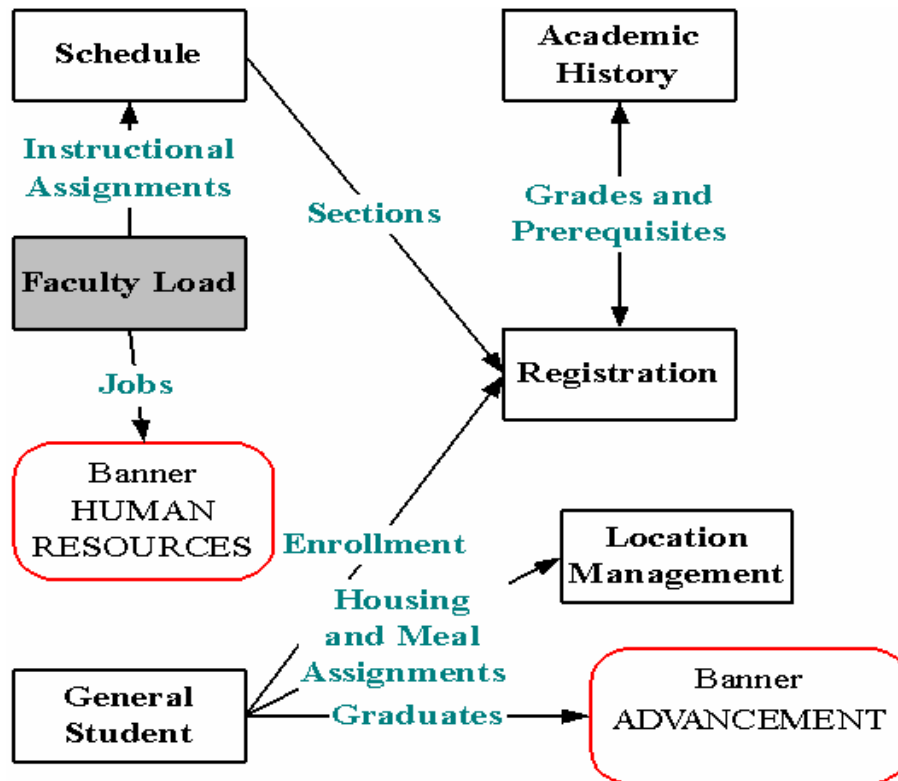 Schedule
Academic
History
Instructional
Assignments
Sections
Grades and
Prerequisites
Faculty Load
Registration
Jobs
Banner
HUMAN
RESOURCES
Enrollment
Location
Management
Housing
and Meal
Assignments
General
Student
Graduates
Banner
ADVANCEMENT